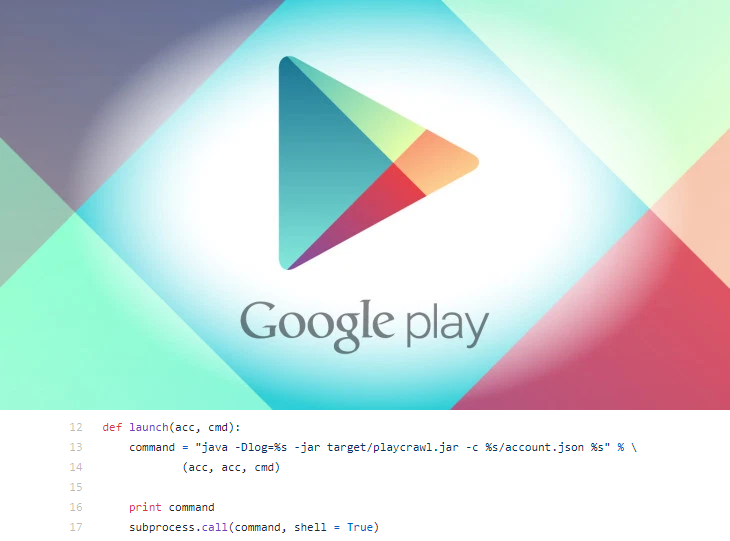 Google play
12 def launch(acc, cmd):
13     command = "java -Dlog=%s -jar target/playcrawl.jar -c %s/account.json %s" % \
14             (acc, acc, cmd)
15
16     print command
17     subprocess.call(command, shell = True)